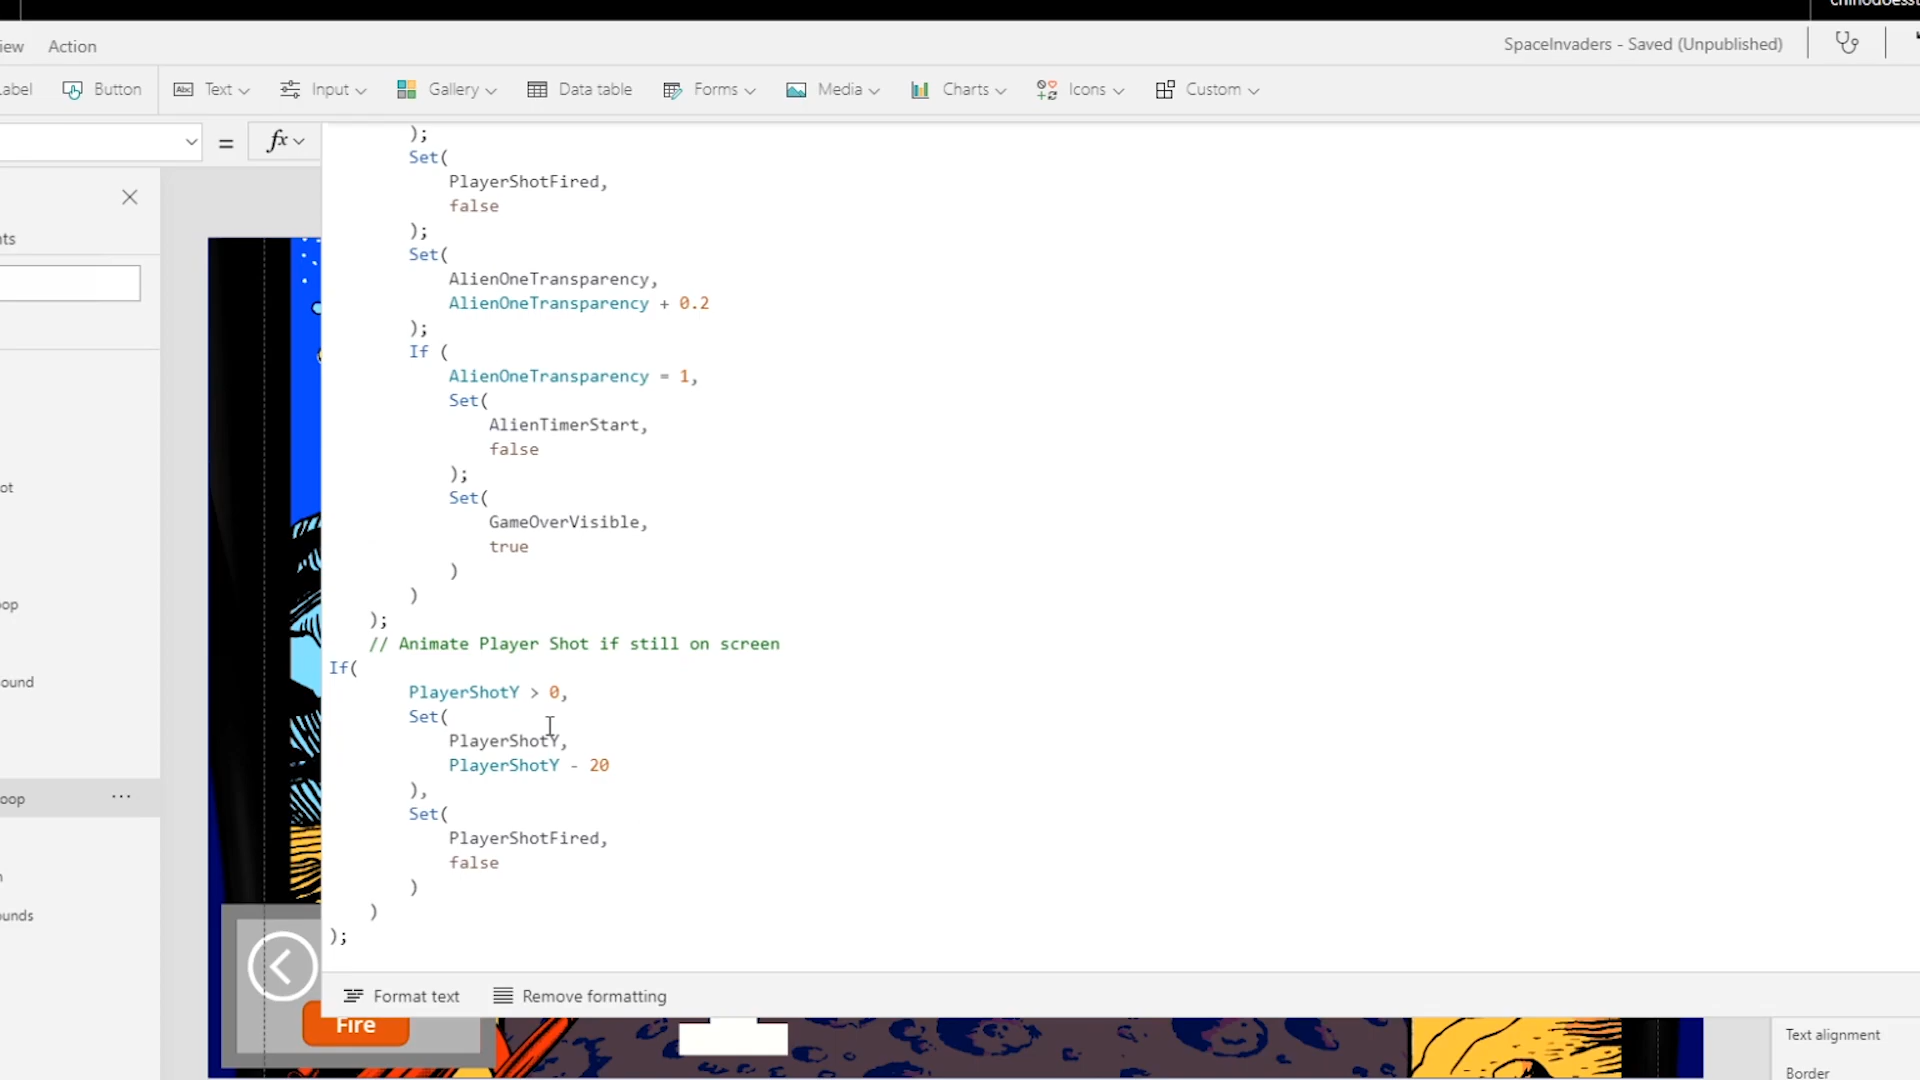 iew Action SpaceInvaders - Saved (Unpublished)
abel Button Text Input Gallery Data table Forms Media Charts Icons Custom
= fx
);
Set(
PlayerShotFired,
false
);
Set(
AlienOneTransparency,
AlienOneTransparency + 0.2
);
If (
AlienOneTransparency = 1,
Set(
AlienTimerStart,
false
);
Set(
GameOverVisible,
true
)
)
);
// Animate Player Shot if still on screen
If(
PlayerShotY > 0,
Set(
PlayerShotY,
PlayerShotY - 20
),
Set(
PlayerShotFired,
false
)
)
);
Format text Remove formatting
nts
ot
oop
ound
oop ...
n
unds
Fire
Text alignment
Border